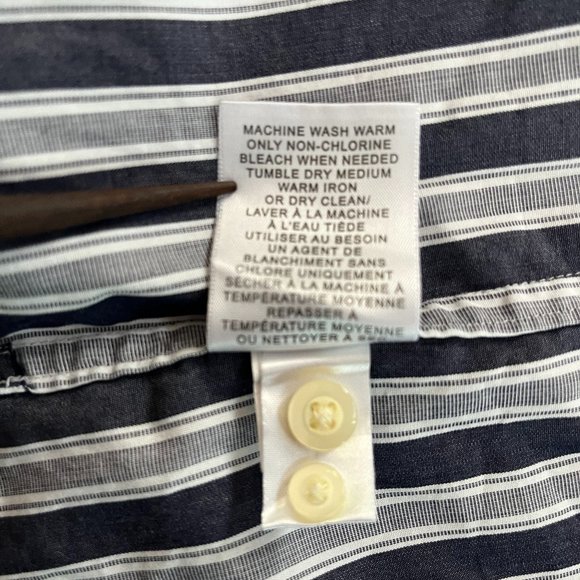 MACHINE WASH WARM
ONLY NON-CHLORINE
BLEACH WHEN NEEDED
TUMBLE DRY MEDIUM
WARM IRON
OR DRY CLEAN/
LAVER À LA MACHINE
À L'EAU TIÈDE
UTILISER AU BESOIN
UN AGENT DE
BLANCHIMENT SANS
CHLORE UNIQUEMENT
SÉCHER À LA MACHINE À
TEMPÉRATURE MOYENNE
REPASSER À
TEMPÉRATURE MOYENNE
OU NETTOYER À SEC